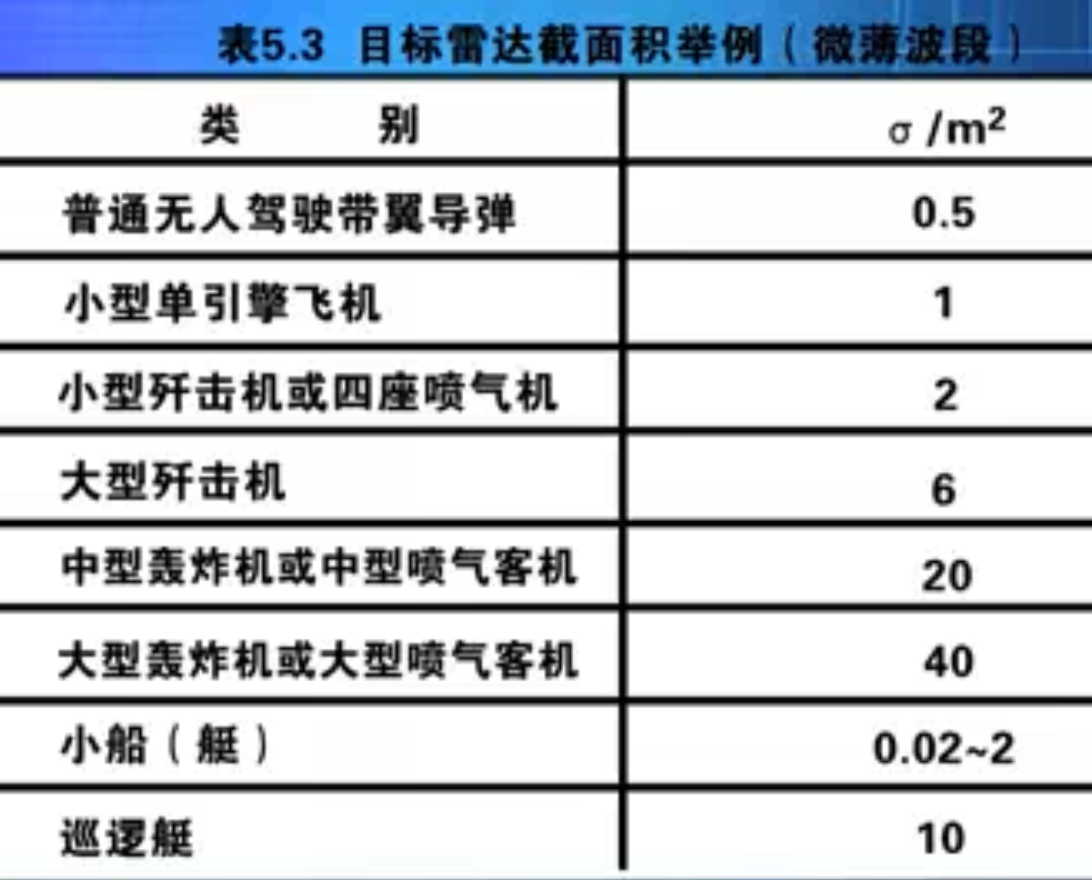 表5.3 目标雷达截面积举例（微薄波段）
类 别 σ /m²
普通无人驾驶带翼导弹 0.5
小型单引擎飞机 1
小型歼击机或四座喷气机 2
大型歼击机 6
中型轰炸机或中型喷气客机 20
大型轰炸机或大型喷气客机 40
小船（艇） 0.02~2
巡逻艇 10